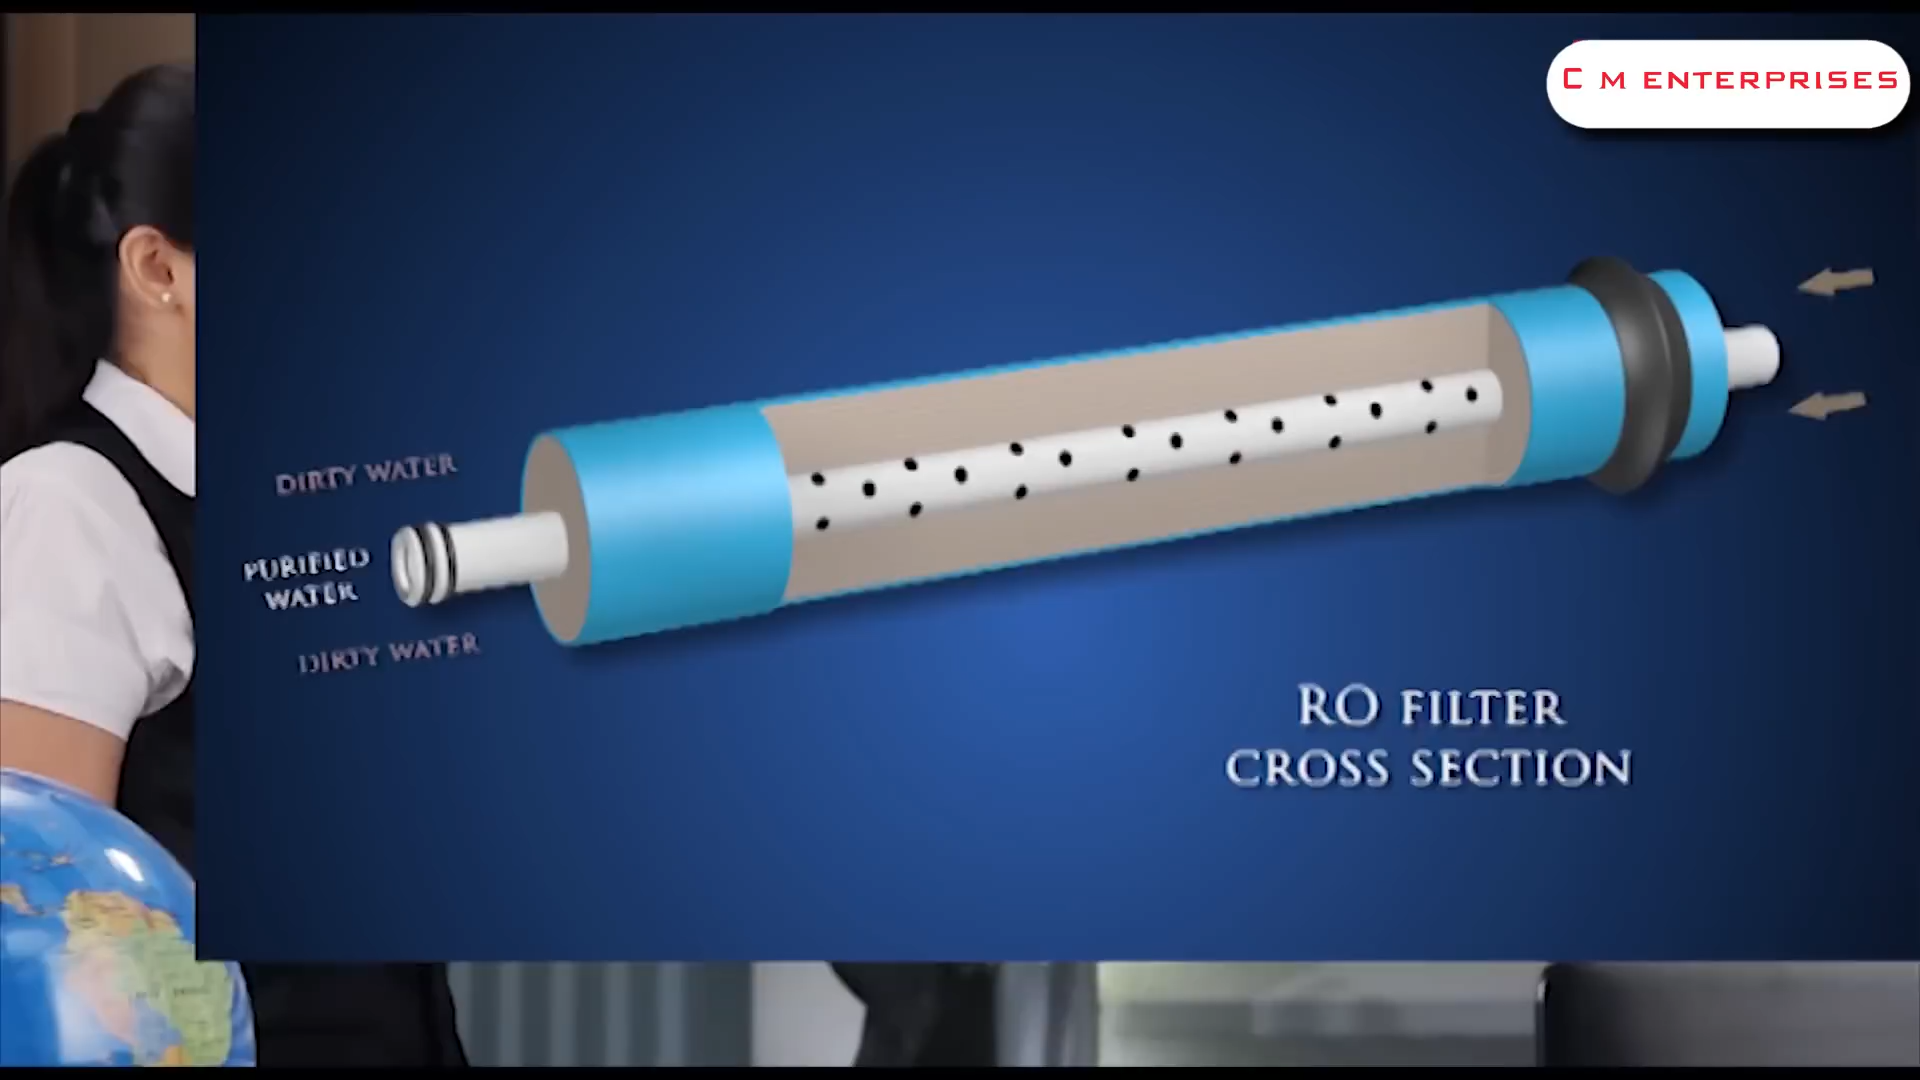 C M ENTERPRISES
DIRTY WATER
PURIFIED
WATER
DIRTY WATER
RO FILTER
CROSS SECTION